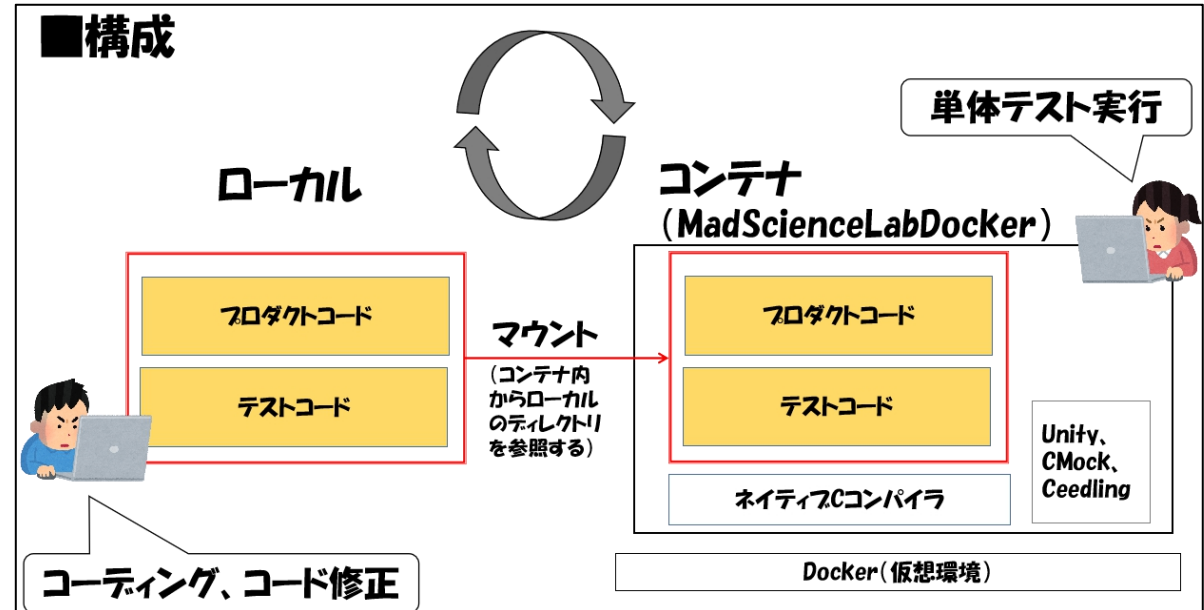 ■構成
単体テスト実行
ローカル
コンテナ
(MadScienceLabDocker)
プロダクトコード
テストコード
マウント
(コンテナ内
からローカル
のディレクトリ
を参照する)
プロダクトコード
テストコード
Unity、
CMock、
Ceedling
ネイティブCコンパイラ
コーディング、コード修正
Docker(仮想環境)